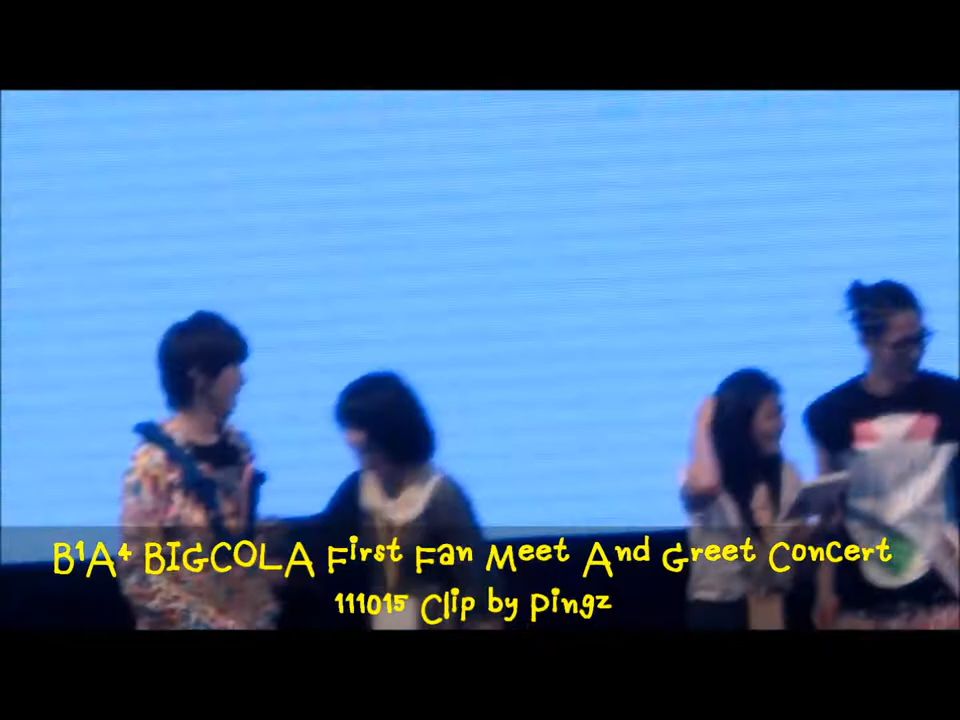 B1A4 BIGCOLA First Fan Meet And Greet Concert
111015 Clip by Pingz